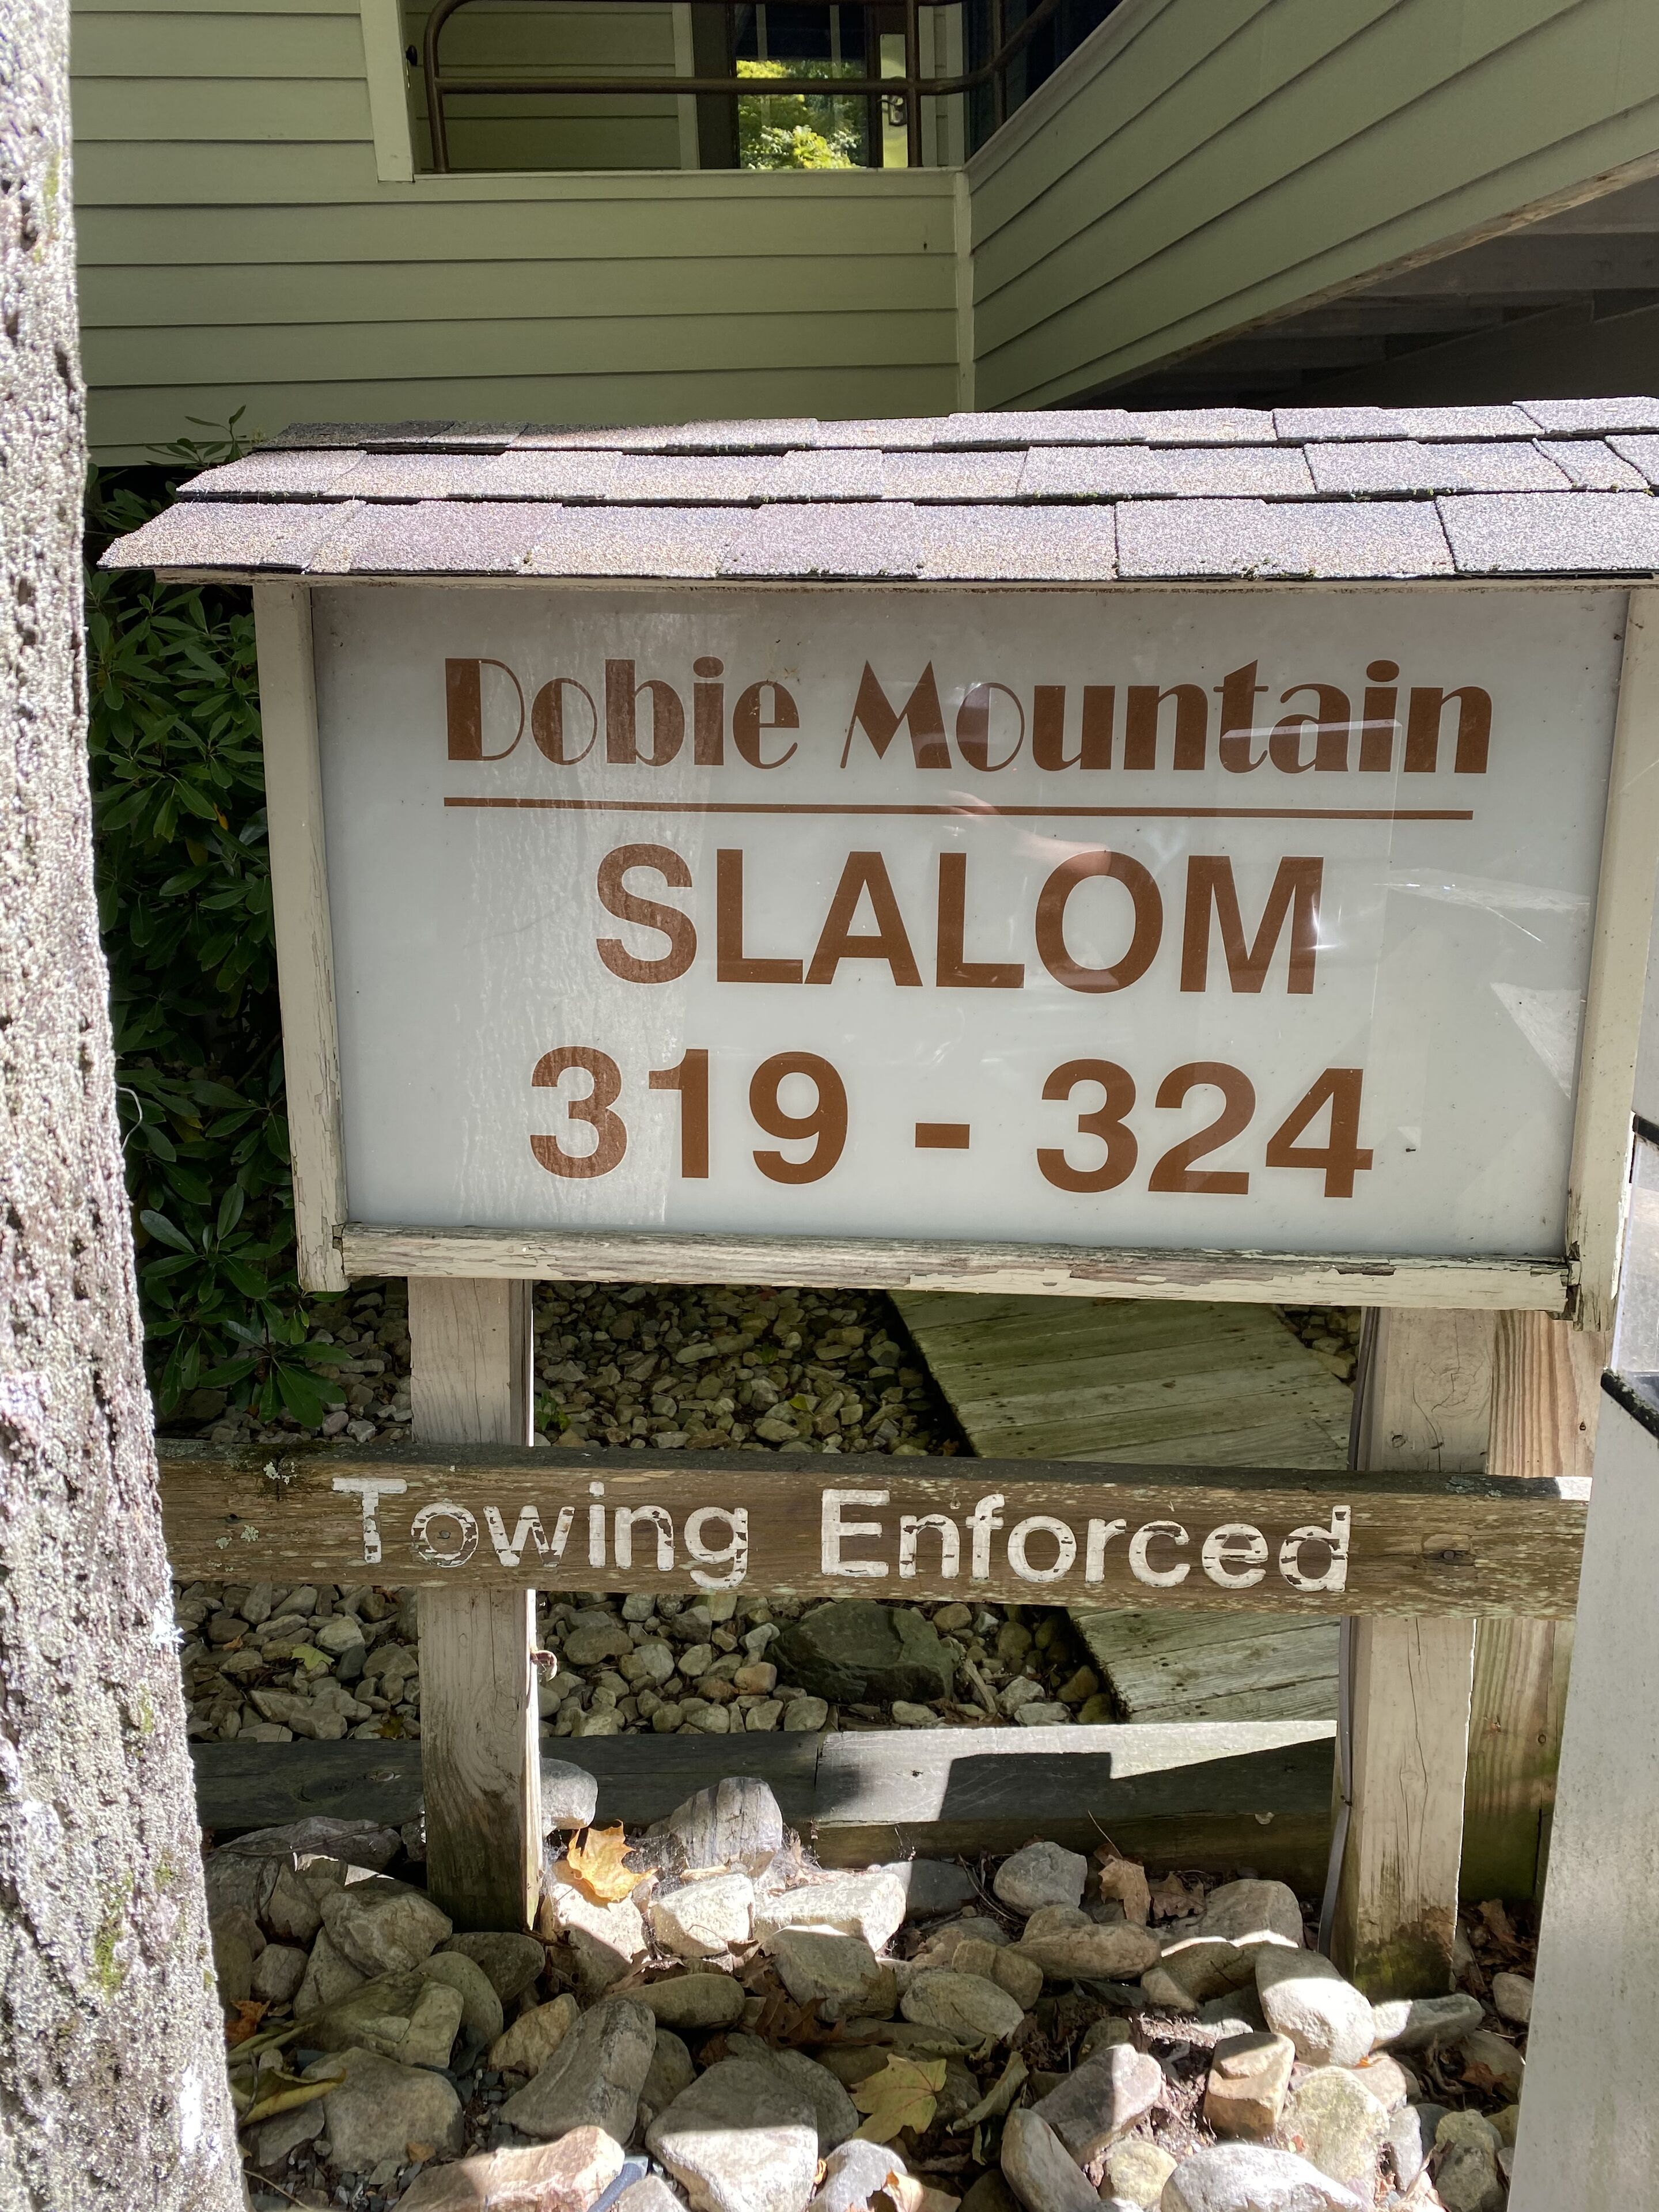 Dobie Mountain
SLALOM
319 - 324
Towing Enforced